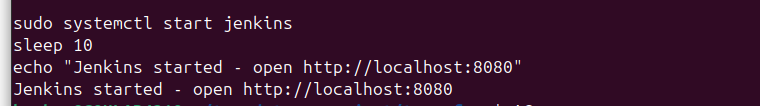 sudo systemctl start jenkins
sleep 10
echo "Jenkins started - open http://localhost:8080"
Jenkins started - open http://localhost:8080